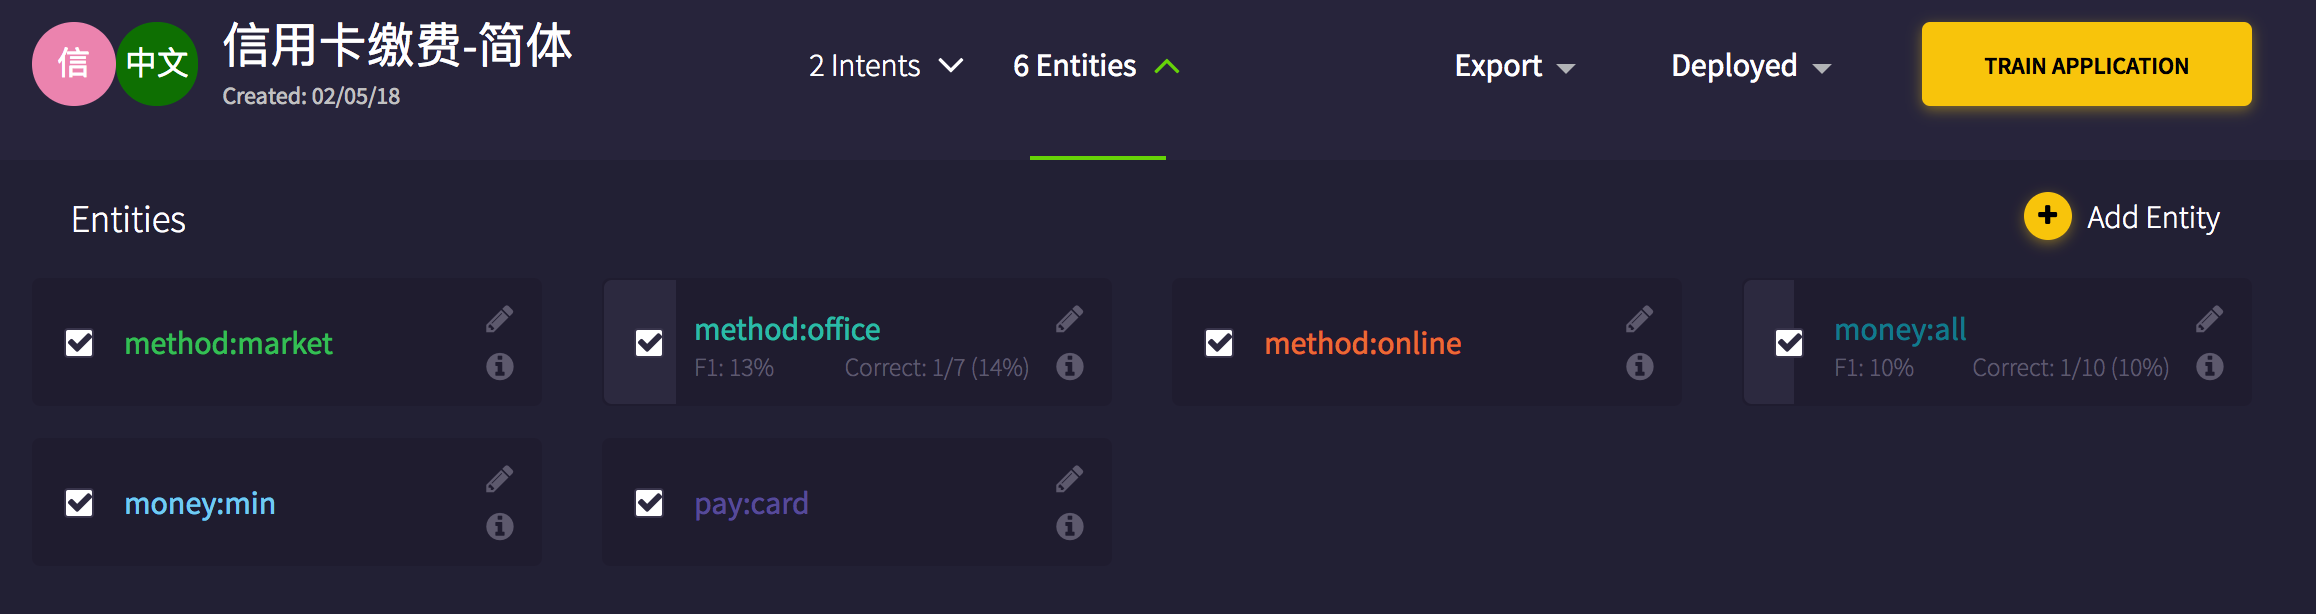 信 中文 信用卡缴费-简体
Created: 02/05/18
2 Intents
6 Entities
Export
Deployed
TRAIN APPLICATION
Entities
Add Entity
method:market
method:office
F1: 13% Correct: 1/7 (14%)
method:online
money:all
F1: 10% Correct: 1/10 (10%)
money:min
pay:card